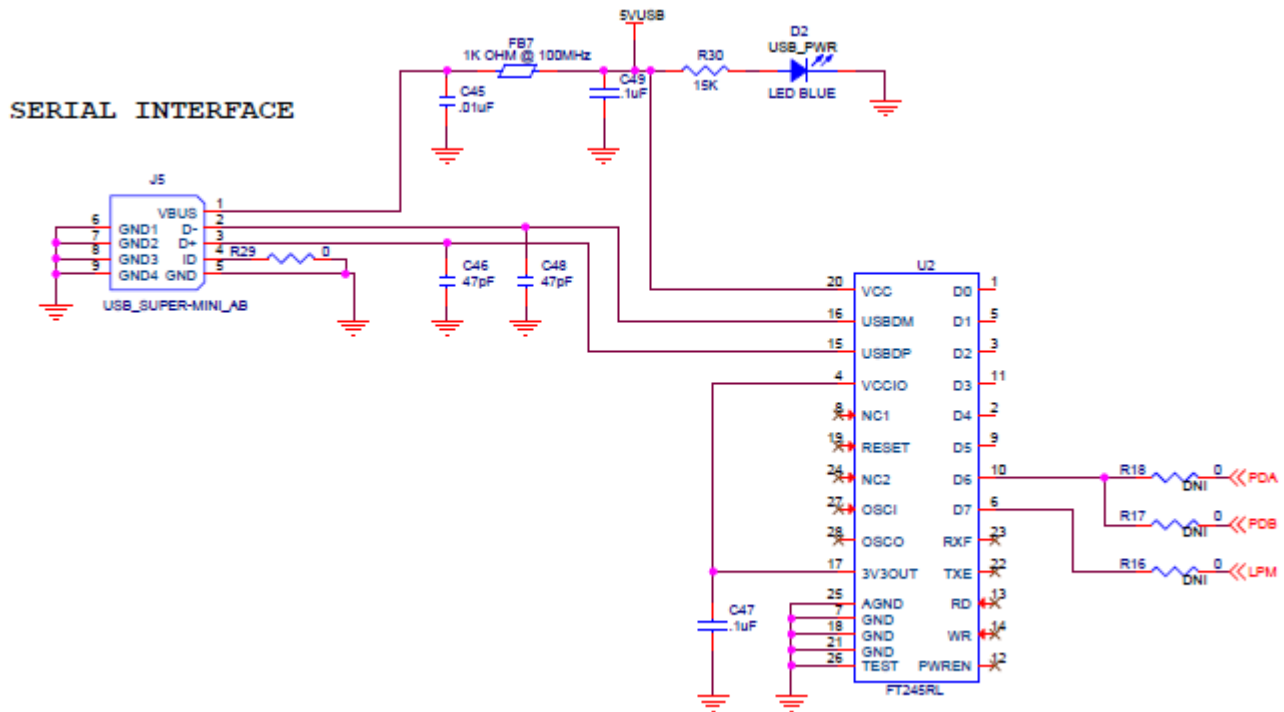 5VUSB
FB7
1K OHM @ 100MHz
D2
USB_PWR
R30
15K
LED BLUE
C45
.01uF
C49
.1uF
SERIAL INTERFACE
J5
VBUS 1
6 GND1 D- 2
7 GND2 D+ 3
8 GND3 ID 4
9 GND4 GND 5
R29 0
USB_SUPER-MINI_AB
C46
47pF
C48
47pF
U2
20 VCC D0 1
16 USBDM D1 5
15 USBDP D2 3
4 VCCIO D3 11
8 NC1 D4 2
19 RESET D5 9
24 NC2 D6 10
27 OSCI D7 6
28 OSCO RXF 23
17 3V3OUT TXE 22
25 AGND RD 13
7 GND
18 GND WR 14
21 GND
26 TEST PWREN 12
FT245RL
C47
.1uF
R18 0 PDA
DNI
R17 0 PDB
DNI
R16 0 LPM
DNI